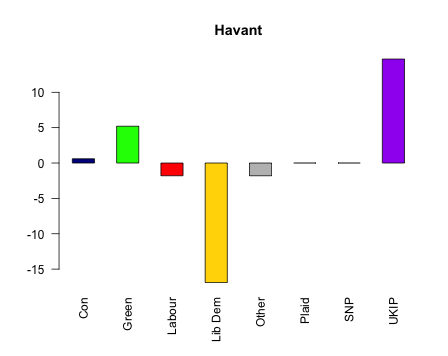 Havant
10
5
0
-5
-10
-15
Con
Green
Labour
Lib Dem
Other
Plaid
SNP
UKIP